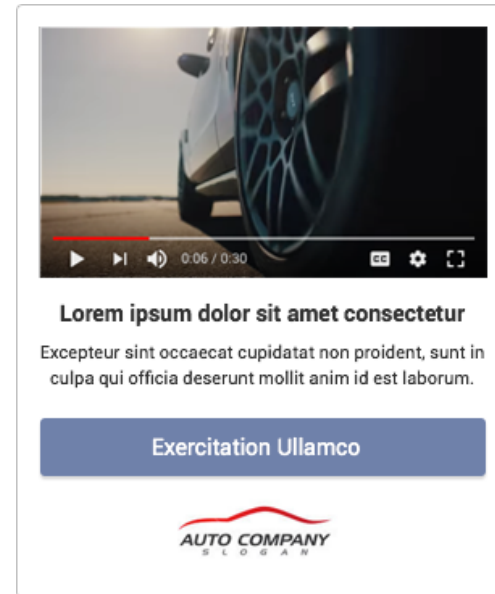 0:06 / 0:30
CC
Lorem ipsum dolor sit amet consectetur
Excepteur sint occaecat cupidatat non proident, sunt in
culpa qui officia deserunt mollit anim id est laborum.
Exercitation Ullamco
AUTO COMPANY
SLOGAN